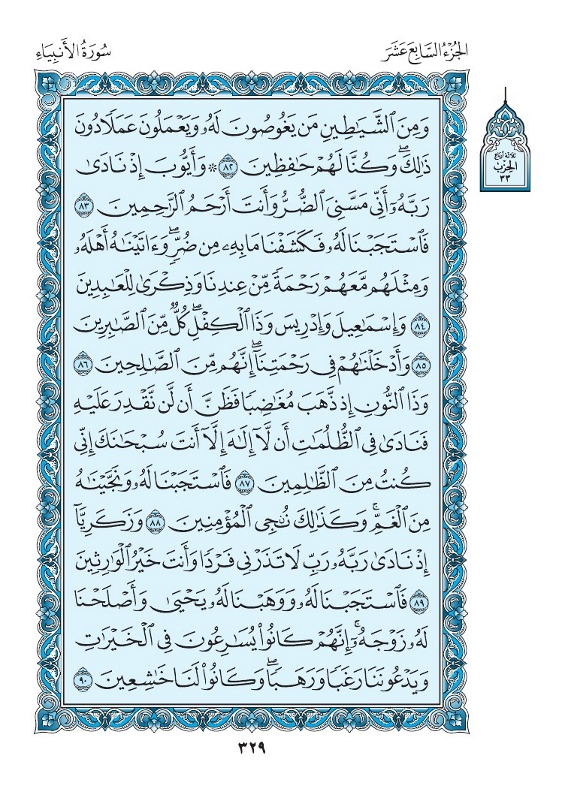 الجُزْءُ السَّابِعَ عَشَرَ
سُورَةُ الأَنبِيَاءِ
وَمِنَ ٱلشَّيَٰطِينِ مَن يَغُوصُونَ لَهُۥ وَيَعْمَلُونَ عَمَلًا دُونَ
ذَٰلِكَۖ وَكُنَّا لَهُمْ حَٰفِظِينَ ٨٢ ۞ وَأَيُّوبَ إِذْ نَادَىٰ
رَبَّهُۥٓ أَنِّي مَسَّنِيَ ٱلضُّرُّ وَأَنتَ أَرْحَمُ ٱلرَّٰحِمِينَ ٨٣
فَٱسْتَجَبْنَا لَهُۥ فَكَشَفْنَا مَا بِهِۦ مِن ضُرٍّۖ وَءَاتَيْنَٰهُ أَهْلَهُۥ
وَمِثْلَهُم مَّعَهُمْ رَحْمَةً مِّنْ عِندِنَا وَذِكْرَىٰ لِلْعَٰبِدِينَ
٨٤ وَإِسْمَٰعِيلَ وَإِدْرِيسَ وَذَا ٱلْكِفْلِۖ كُلٌّ مِّنَ ٱلصَّٰبِرِينَ
٨٥ وَأَدْخَلْنَٰهُمْ فِي رَحْمَتِنَآۖ إِنَّهُم مِّنَ ٱلصَّٰلِحِينَ ٨٦
وَذَا ٱلنُّونِ إِذ ذَّهَبَ مُغَٰضِبًا فَظَنَّ أَن لَّن نَّقْدِرَ عَلَيْهِ
فَنَادَىٰ فِي ٱلظُّلُمَٰتِ أَن لَّآ إِلَٰهَ إِلَّآ أَنتَ سُبْحَٰنَكَ إِنِّي
كُنتُ مِنَ ٱلظَّٰلِمِينَ ٨٧ فَٱسْتَجَبْنَا لَهُۥ وَنَجَّيْنَٰهُ
مِنَ ٱلْغَمِّۚ وَكَذَٰلِكَ نُـۨجِي ٱلْمُؤْمِنِينَ ٨٨ وَزَكَرِيَّآ
إِذْ نَادَىٰ رَبَّهُۥ رَبِّ لَا تَذَرْنِي فَرْدًا وَأَنتَ خَيْرُ ٱلْوَٰرِثِينَ
٨٩ فَٱسْتَجَبْنَا لَهُۥ وَوَهَبْنَا لَهُۥ يَحْيَىٰ وَأَصْلَحْنَا
لَهُۥ زَوْجَهُۥٓۚ إِنَّهُمْ كَانُوا۟ يُسَٰرِعُونَ فِي ٱلْخَيْرَٰتِ
وَيَدْعُونَنَا رَغَبًا وَرَهَبًاۖ وَكَانُوا۟ لَنَا خَٰشِعِينَ ٩٠
ثلاثة أرباع
الحزب
٣٣
٣٢٩